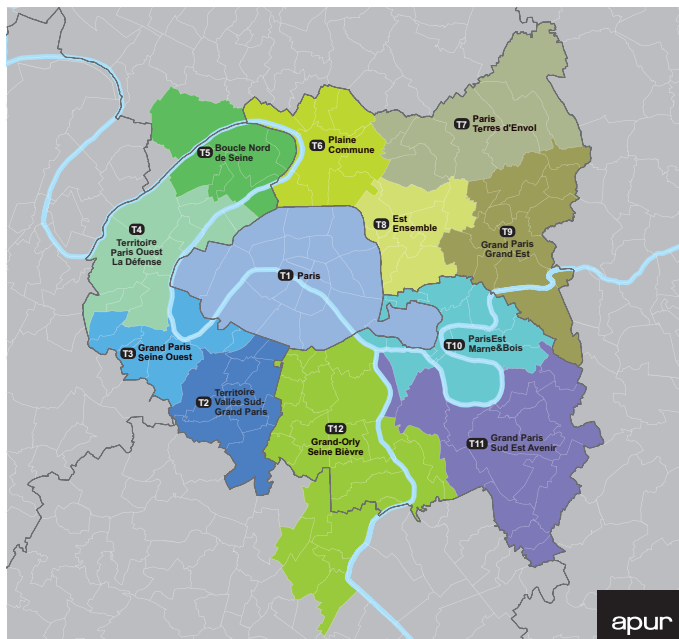 T7 Paris
Terres d'Envol
T5 Boucle Nord
de Seine
T6 Plaine
Commune
T8 Est
Ensemble
T4
Territoire
Paris Ouest
La Défense
T9
Grand Paris
Grand Est
T1 Paris
T3 Grand Paris
Seine Ouest
T10 ParisEst
Marne&Bois
T2 Territoire
Vallée Sud-
Grand Paris
T12
Grand-Orly
Seine Bièvre
T11 Grand Paris
Sud Est Avenir
apur